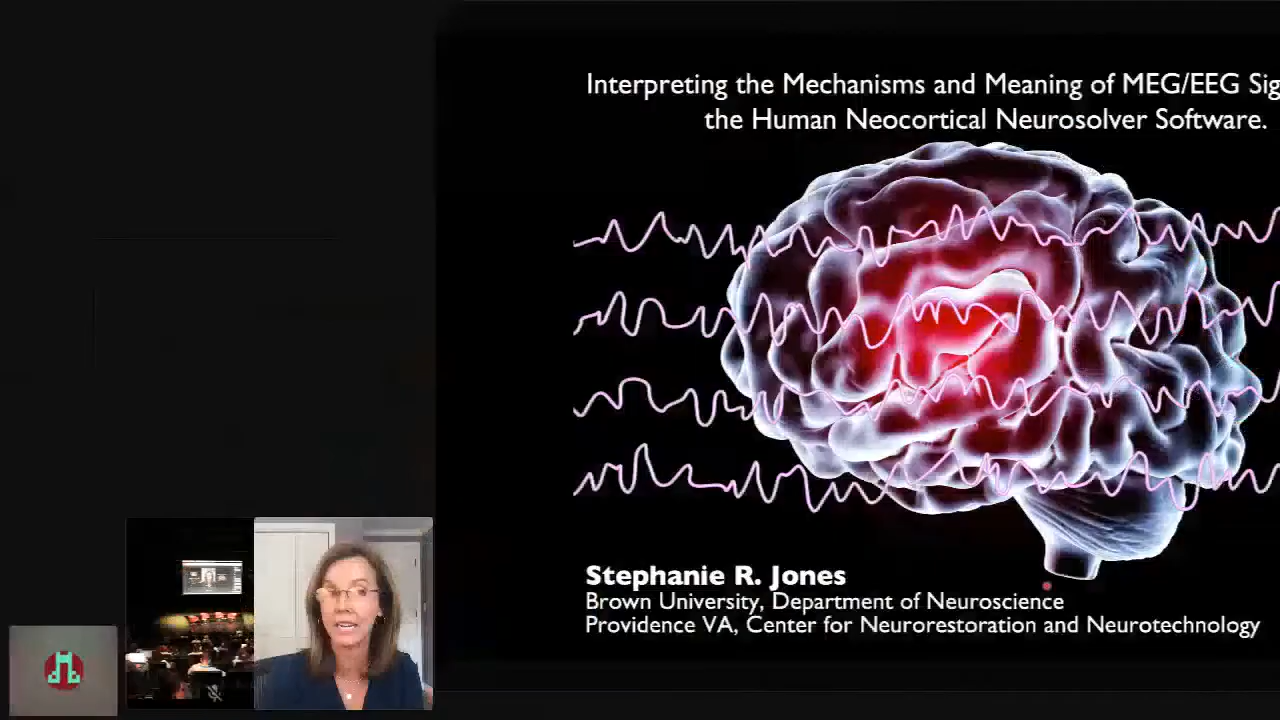 Interpreting the Mechanisms and Meaning of MEG/EEG Sig
the Human Neocortical Neurosolver Software.
Stephanie R. Jones
Brown University, Department of Neuroscience
Providence VA, Center for Neurorestoration and Neurotechnology